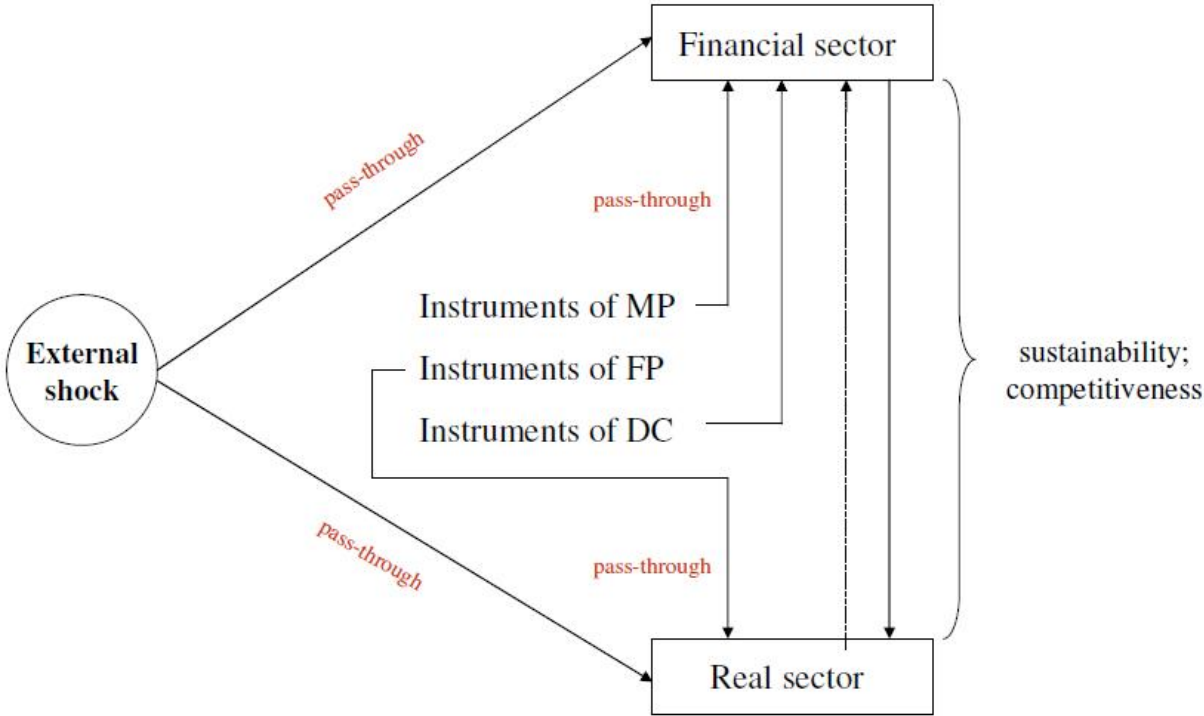 Financial sector
pass-through
pass-through
Instruments of MP
External
shock
Instruments of FP
sustainability;
competitiveness
Instruments of DC
pass-through
pass-through
Real sector